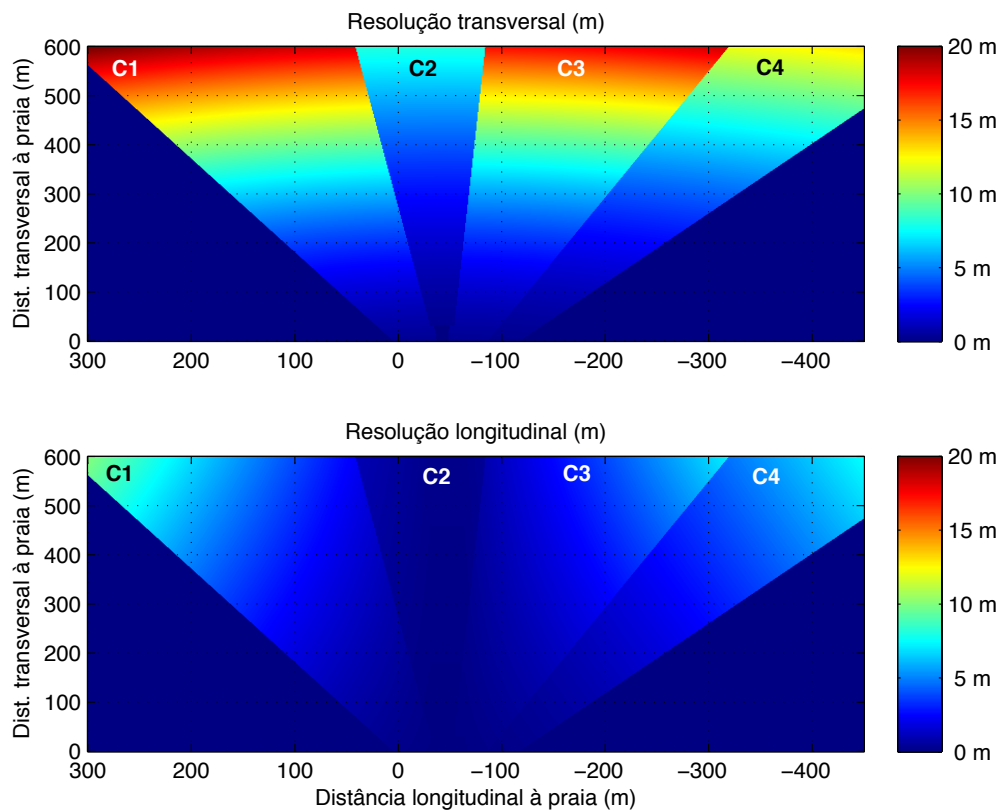 Resolução transversal (m)
Dist. transversal à praia (m)
600
500
400
300
200
100
0
300 200 100 0 −100 −200 −300 −400
C1 C2 C3 C4
20 m
15 m
10 m
5 m
0 m
Resolução longitudinal (m)
Dist. transversal à praia (m)
600
500
400
300
200
100
0
300 200 100 0 −100 −200 −300 −400
Distância longitudinal à praia (m)
C1 C2 C3 C4
20 m
15 m
10 m
5 m
0 m